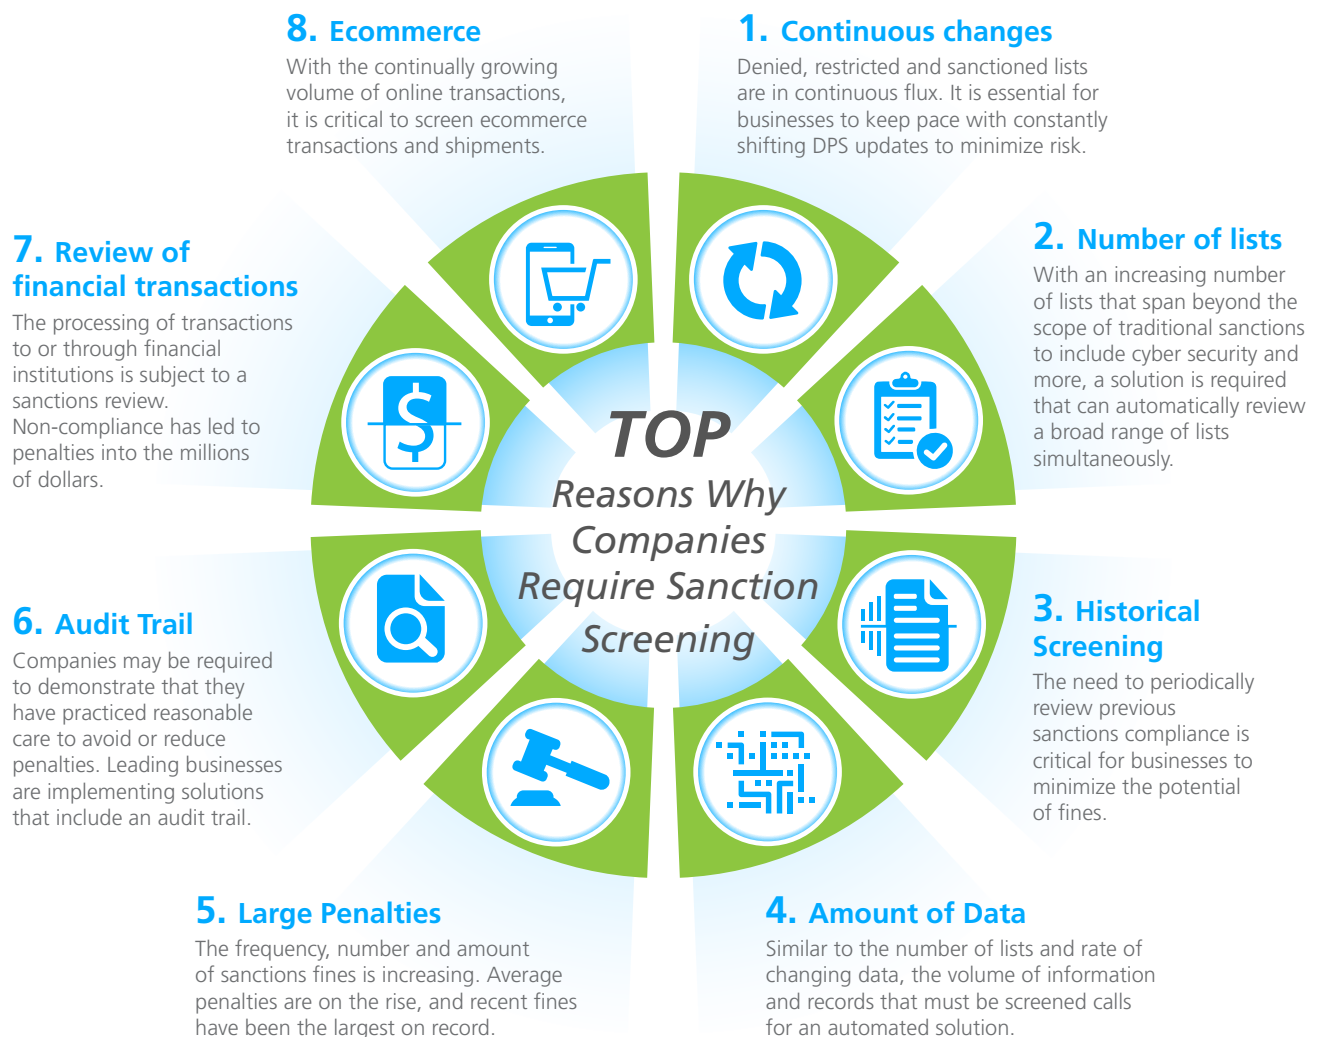 TOP
Reasons Why
Companies
Require Sanction
Screening
1. Continuous changes
Denied, restricted and sanctioned lists
are in continuous flux. It is essential for
businesses to keep pace with constantly
shifting DPS updates to minimize risk.
2. Number of lists
With an increasing number
of lists that span beyond the
scope of traditional sanctions
to include cyber security and
more, a solution is required
that can automatically review
a broad range of lists
simultaneously.
3. Historical
Screening
The need to periodically
review previous
sanctions compliance is
critical for businesses to
minimize the potential
of fines.
4. Amount of Data
Similar to the number of lists and rate of
changing data, the volume of information
and records that must be screened calls
for an automated solution.
5. Large Penalties
The frequency, number and amount
of sanctions fines is increasing. Average
penalties are on the rise, and recent fines
have been the largest on record.
6. Audit Trail
Companies may be required
to demonstrate that they
have practiced reasonable
care to avoid or reduce
penalties. Leading businesses
are implementing solutions
that include an audit trail.
7. Review of
financial transactions
The processing of transactions
to or through financial
institutions is subject to a
sanctions review.
Non-compliance has led to
penalties into the millions
of dollars.
8. Ecommerce
With the continually growing
volume of online transactions,
it is critical to screen ecommerce
transactions and shipments.
$